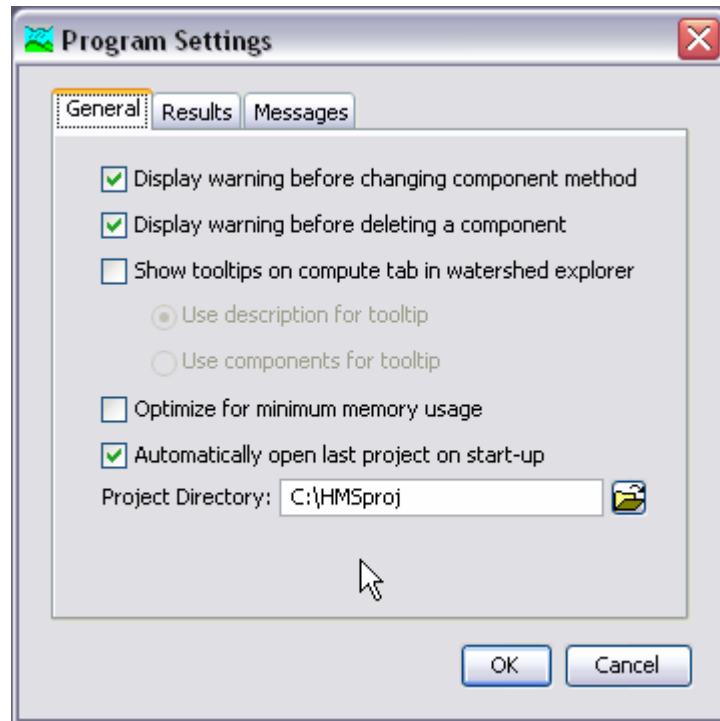 Program Settings
General Results Messages
Display warning before changing component method
Display warning before deleting a component
Show tooltips on compute tab in watershed explorer
Use description for tooltip
Use components for tooltip
Optimize for minimum memory usage
Automatically open last project on start-up
Project Directory: C:\HMSproj
OK Cancel